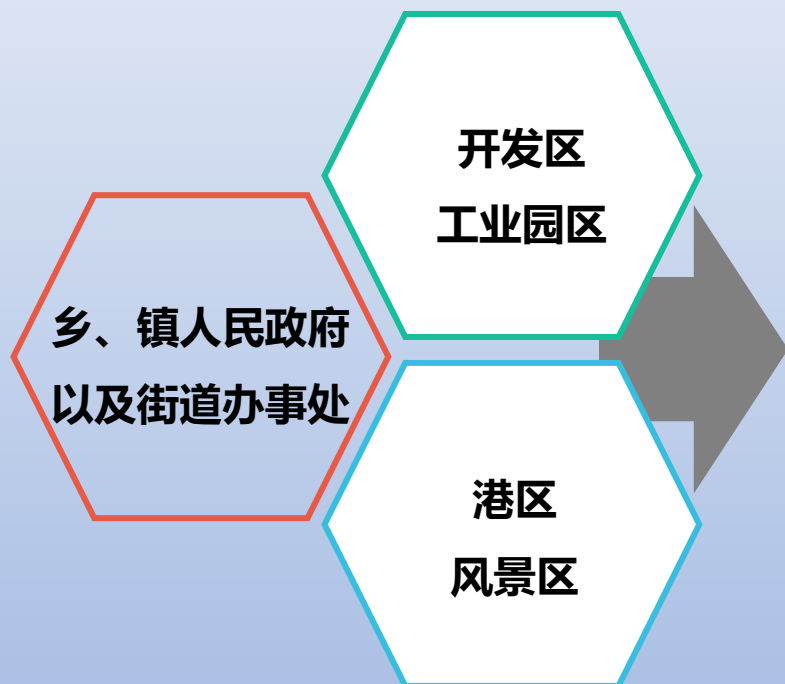 开发区
工业园区
乡、镇人民政府
以及街道办事处
港区
风景区